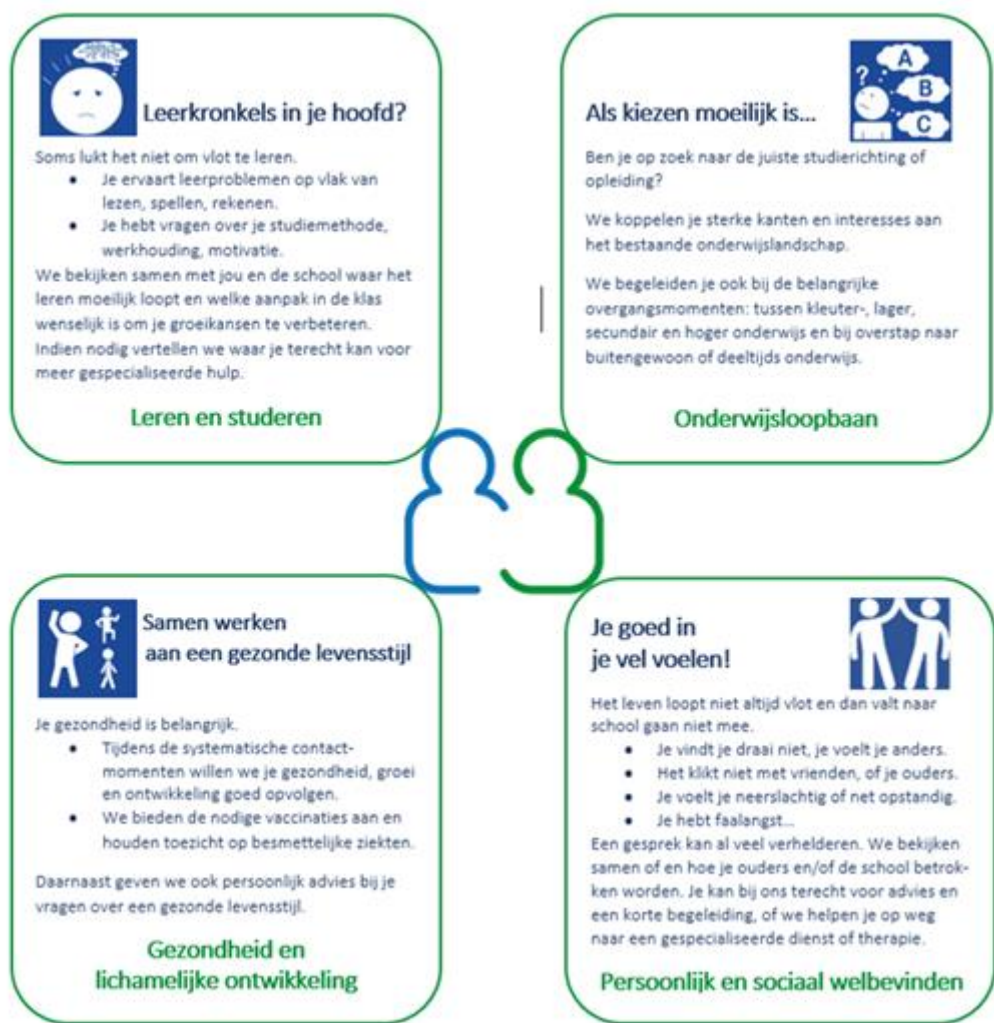 Leerkronkels in je hoofd?
Soms lukt het niet om vlot te leren.
• Je ervaart leerproblemen op vlak van
lezen, spellen, rekenen.
• Je hebt vragen over je studiemethode,
werkhouding, motivatie.
We bekijken samen met jou en de school waar het
leren moeilijk loopt en welke aanpak in de klas
wenselijk is om je groeikansen te verbeteren.
Indien nodig vertellen we waar je terecht kan voor
meer gespecialiseerde hulp.
Leren en studeren
Als kiezen moeilijk is...
?
A
B
C
Ben je op zoek naar de juiste studierichting of
opleiding?
We koppelen je sterke kanten en interesses aan
het bestaande onderwijslandschap.
We begeleiden je ook bij de belangrijke
overgangsmomenten: tussen kleuter-, lager,
secundair en hoger onderwijs en bij overstap naar
buitengewoon of deeltijds onderwijs.
Onderwijsloopbaan
Samen werken
aan een gezonde levensstijl
Je gezondheid is belangrijk.
• Tijdens de systematische contact-
momenten willen we je gezondheid, groei
en ontwikkeling goed opvolgen.
• We bieden de nodige vaccinaties aan en
houden toezicht op besmettelijke ziekten.
Daarnaast geven we ook persoonlijk advies bij je
vragen over een gezonde levensstijl.
Gezondheid en
lichamelijke ontwikkeling
Je goed in
je vel voelen!
Het leven loopt niet altijd vlot en dan valt naar
school gaan niet mee.
• Je vindt je draai niet, je voelt je anders.
• Het klikt niet met vrienden, of je ouders.
• Je voelt je neerslachtig of net opstandig.
• Je hebt faalangst...
Een gesprek kan al veel verhelderen. We bekijken
samen of en hoe je ouders en/of de school betrok-
ken worden. Je kan bij ons terecht voor advies en
een korte begeleiding, of we helpen je op weg
naar een gespecialiseerde dienst of therapie.
Persoonlijk en sociaal welbevinden